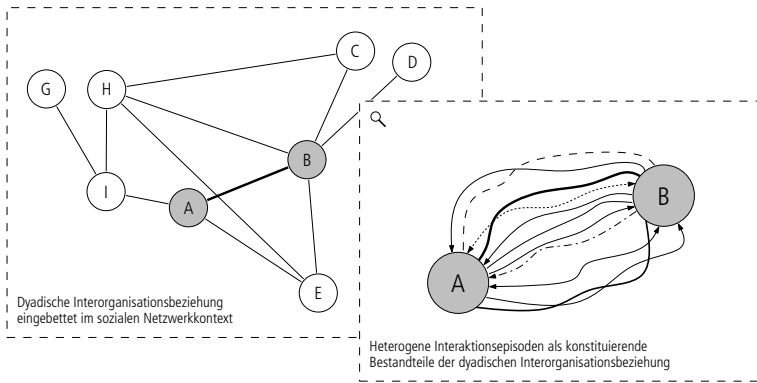 C
D
G
H
B
I
A
E
Dyadische Interorganisationsbeziehung
eingebettet im sozialen Netzwerkkontext
B
A
Heterogene Interaktionsepisoden als konstituierende
Bestandteile der dyadischen Interorganisationsbeziehung